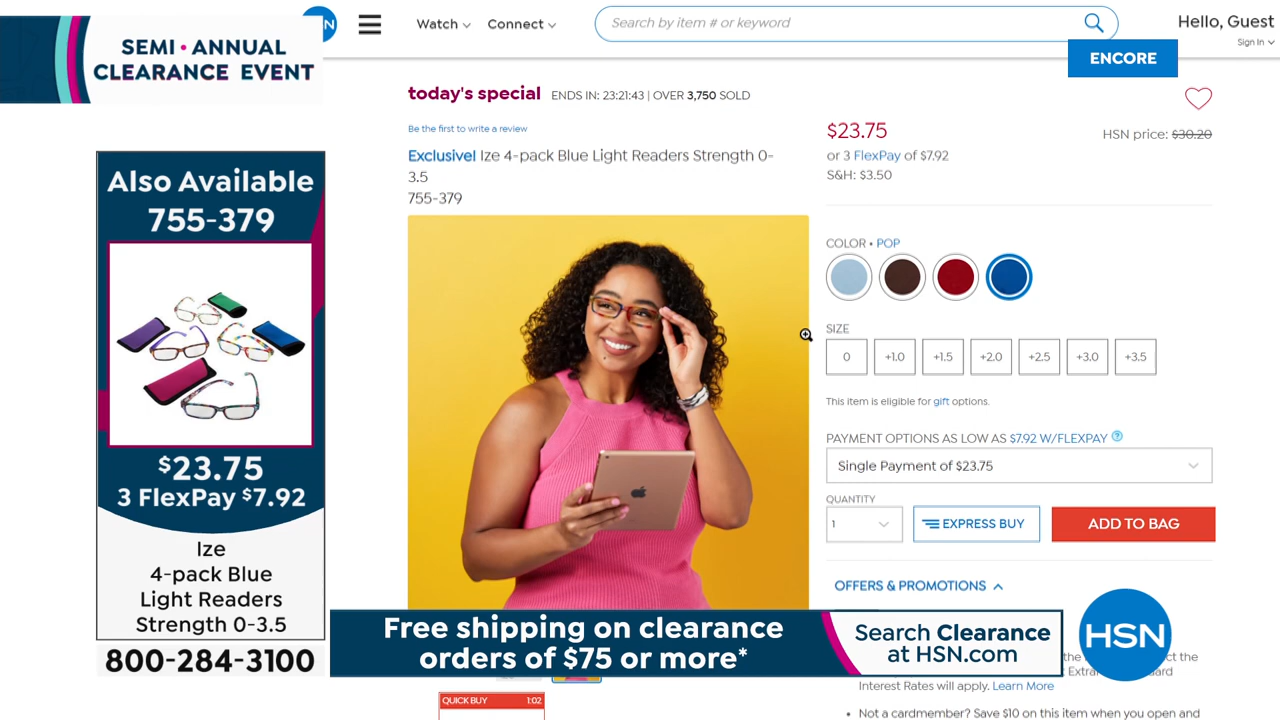 SEMI • ANNUAL
CLEARANCE EVENT
Also Available
755-379
$23.75
3 FlexPay $7.92
Ize
4-pack Blue
Light Readers
Strength 0-3.5
800-284-3100
Watch
Connect
Search by item # or keyword
Hello, Guest
Sign In
ENCORE
today's special ENDS IN: 23:21:43 | OVER 3,750 SOLD
Be the first to write a review
Exclusive! Ize 4-pack Blue Light Readers Strength 0-
3.5
755-379
$23.75
HSN price: $30.20
or 3 FlexPay of $7.92
S&H: $3.50
COLOR • POP
SIZE
0 +1.0 +1.5 +2.0 +2.5 +3.0 +3.5
This item is eligible for gift options.
PAYMENT OPTIONS AS LOW AS $7.92 W/FLEXPAY ?
Single Payment of $23.75
QUANTITY
1
EXPRESS BUY
ADD TO BAG
OFFERS & PROMOTIONS
Free shipping on clearance
orders of $75 or more*
Search Clearance
at HSN.com
HSN
Interest Rates will apply. Learn More
• Not a cardmember? Save $10 on this item when you open and
QUICK BUY 1:02